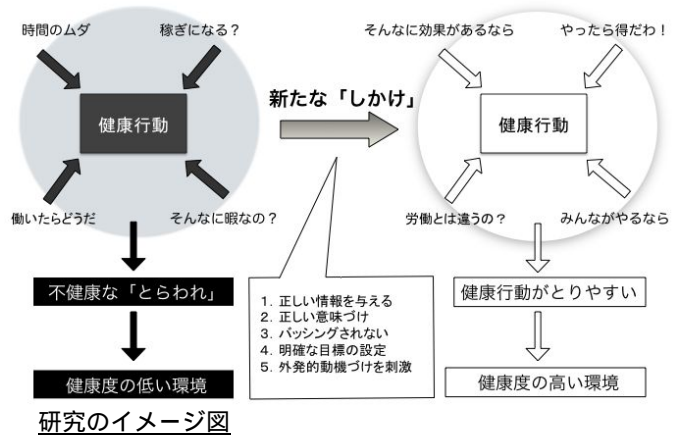 時間のムダ
稼ぎになる？
健康行動
働いたらどうだ
そんなに暇なの？
不健康な「とらわれ」
健康度の低い環境
研究のイメージ図
新たな「しかけ」
1. 正しい情報を与える
2. 正しい意味づけ
3. バッシングされない
4. 明確な目標の設定
5. 外発的動機づけを刺激
そんなに効果があるなら
やったら得だわ！
健康行動
労働とは違うの？
みんながやるなら
健康行動がとりやすい
健康度の高い環境